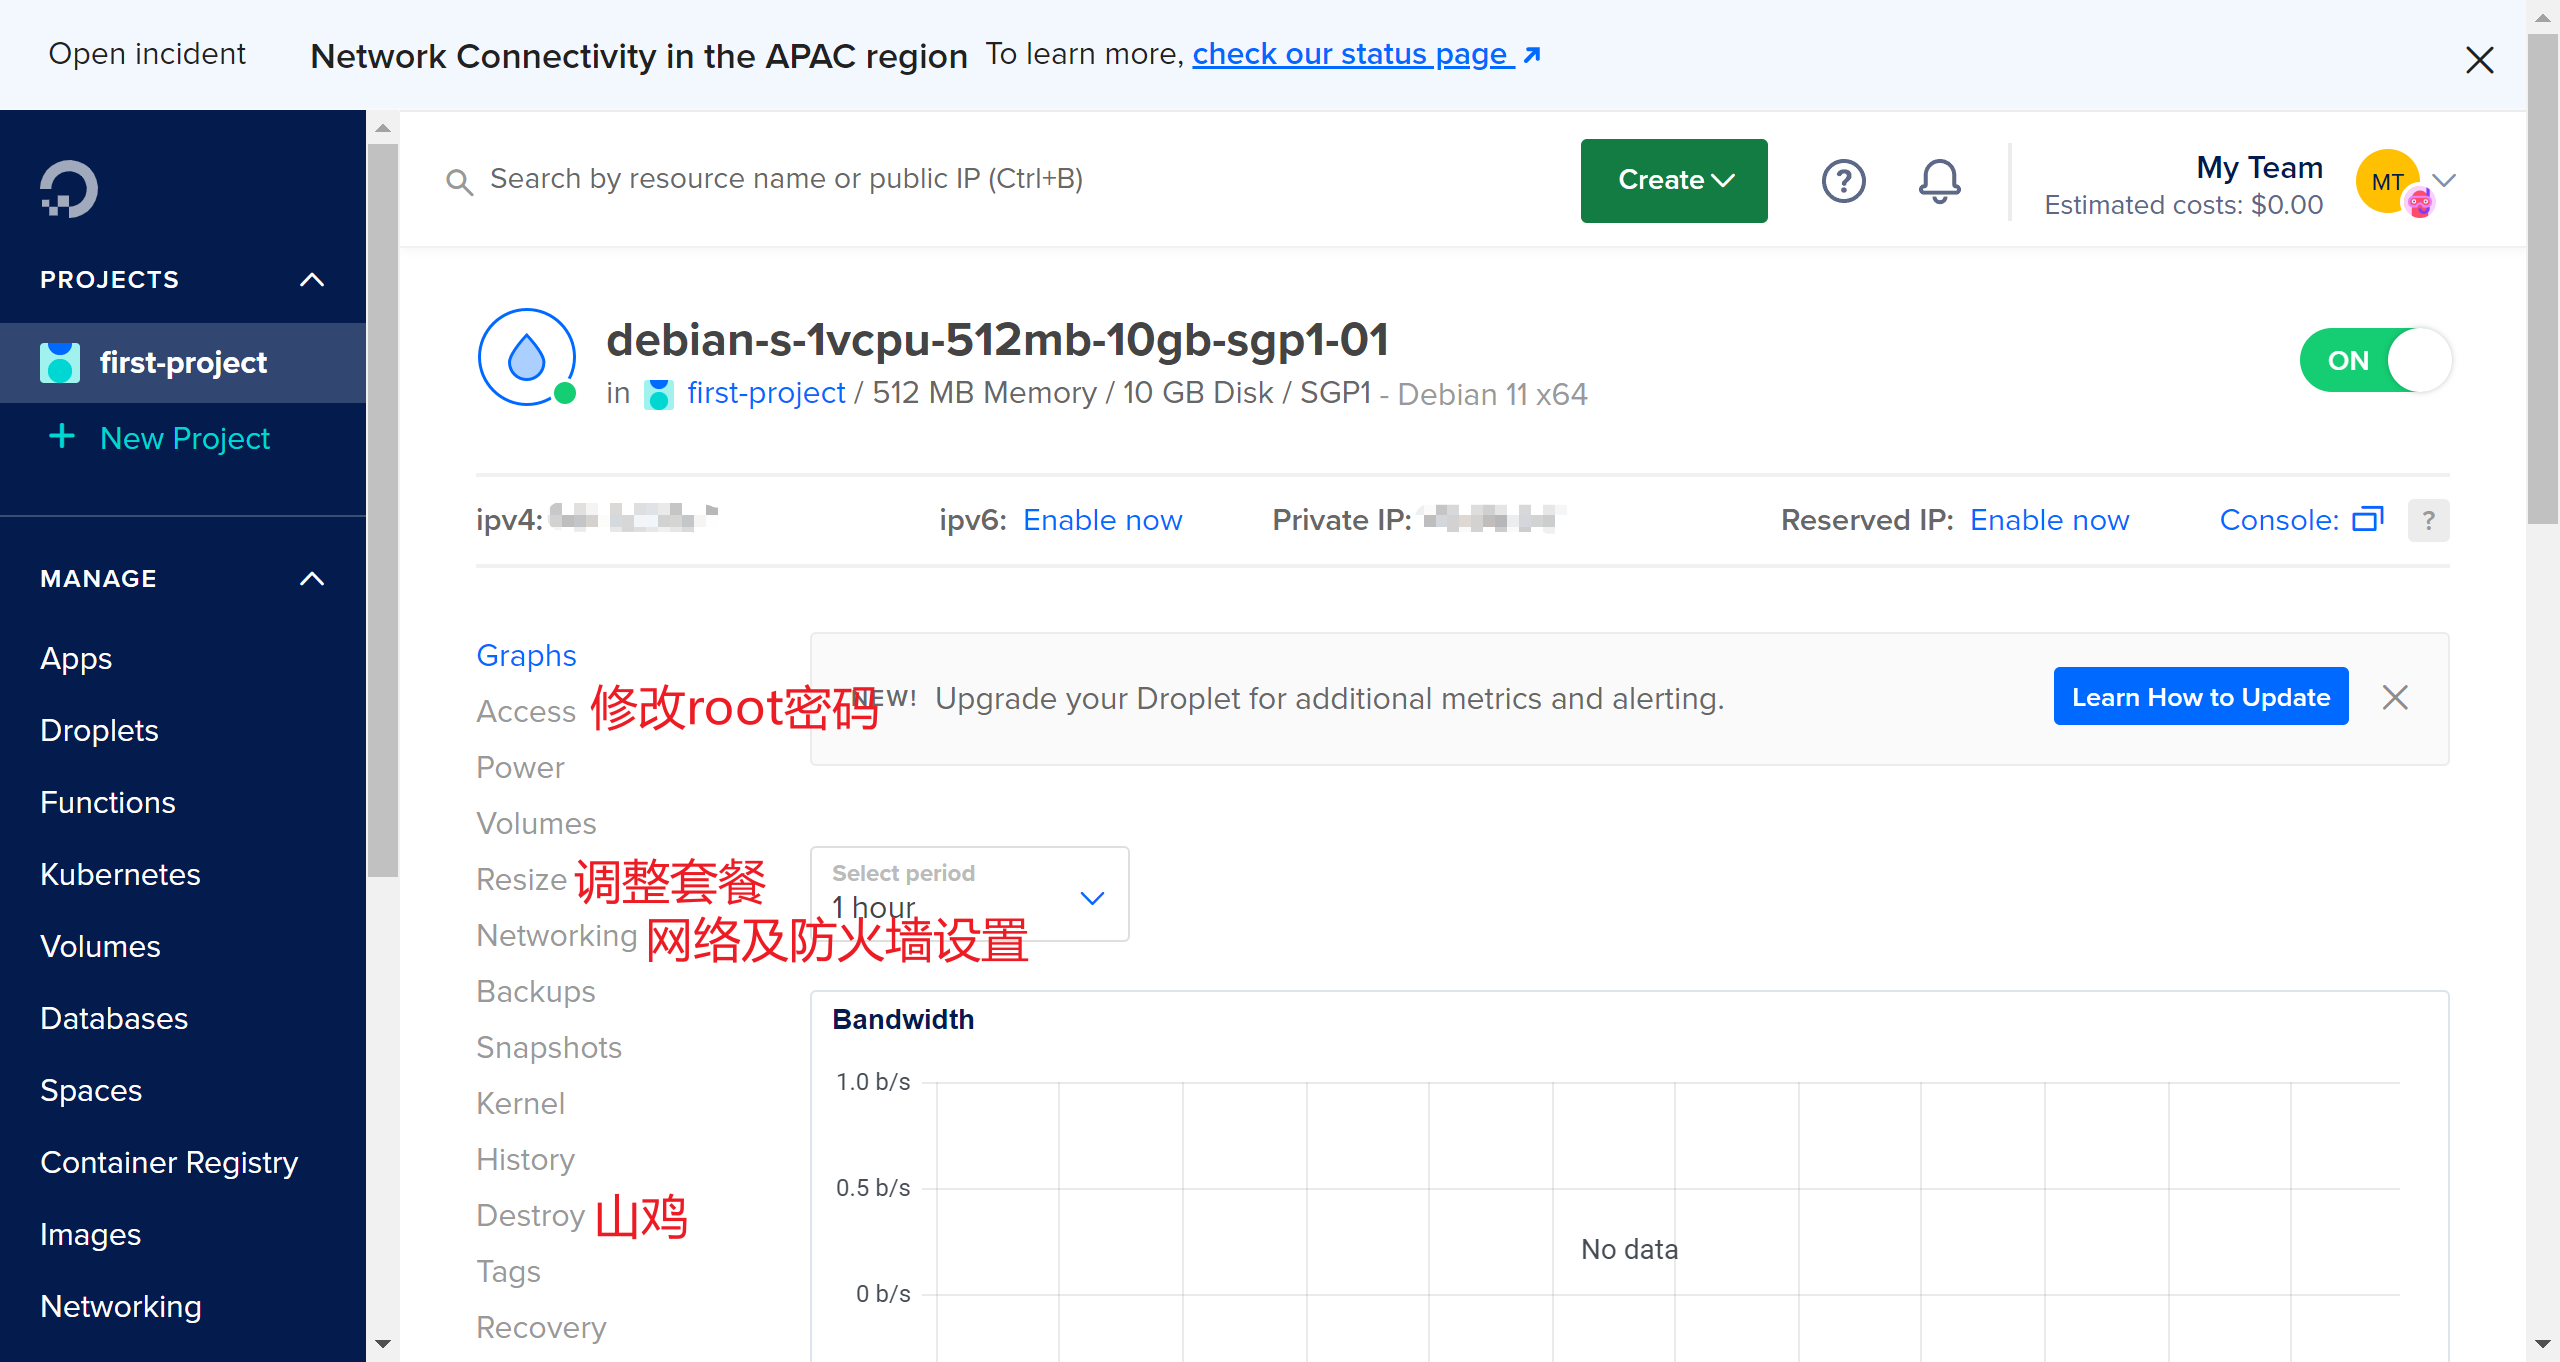 Open incident Network Connectivity in the APAC region To learn more, check our status page
Search by resource name or public IP (Ctrl+B)
Create
My Team
Estimated costs: $0.00
MT
PROJECTS
first-project
New Project
MANAGE
Apps
Droplets
Functions
Kubernetes
Volumes
Databases
Spaces
Container Registry
Images
Networking
debian-s-1vcpu-512mb-10gb-sgp1-01
in first-project / 512 MB Memory / 10 GB Disk / SGP1 - Debian 11 x64
ON
ipv4:
ipv6: Enable now
Private IP:
Reserved IP: Enable now
Console:
?
Graphs
Access 修改root密码
Power
Volumes
Resize 调整套餐
Networking 网络及防火墙设置
Backups
Snapshots
Kernel
History
Destroy 山鸡
Tags
Recovery
NEW! Upgrade your Droplet for additional metrics and alerting.
Learn How to Update
Select period
1 hour
Bandwidth
1.0 b/s
0.5 b/s
No data
0 b/s